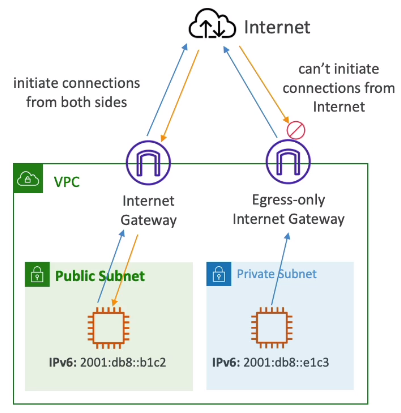 Internet
initiate connections
from both sides
can't initiate
connections from
Internet
VPC
Internet
Gateway
Egress-only
Internet Gateway
Public Subnet
Private Subnet
IPv6: 2001:db8::b1c2
IPv6: 2001:db8::e1c3